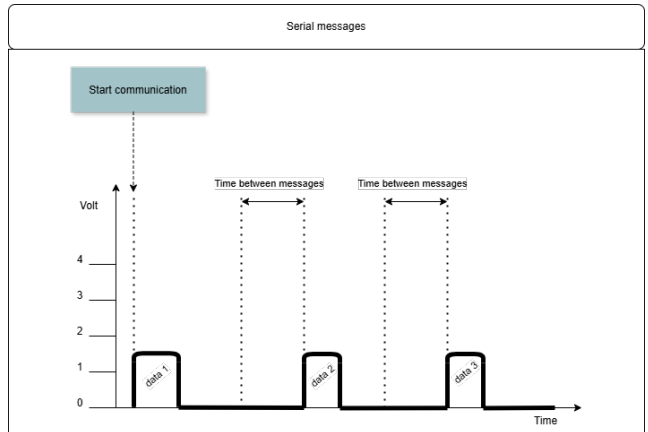 Serial messages
Start communication
Time between messages
Time between messages
Volt
4
3
2
1
0
data 1
data 2
data 3
Time